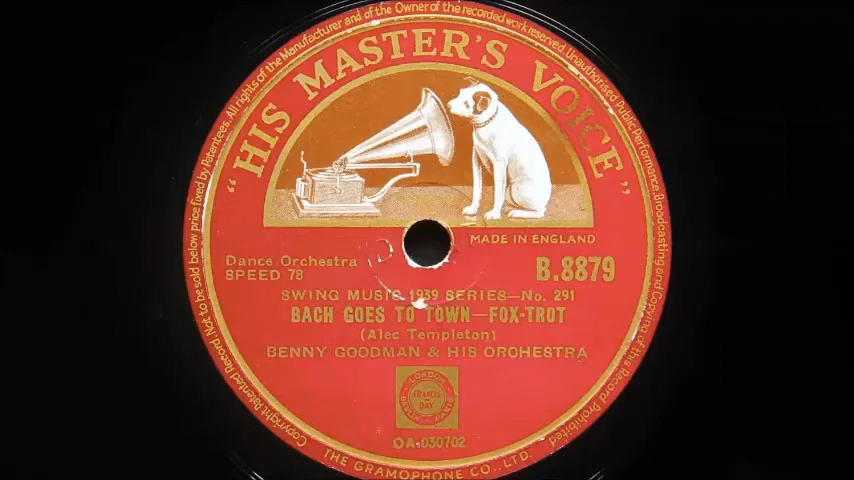 Record Not to be sold below price fixed by Patentees. All rights of the Manufacturer and of the Owner of the recorded work reserved. Unauthorised Public Performance, Broadcasting and Copying of this Record Prohibited
Copyright Patented
"HIS MASTER'S VOICE"
MADE IN ENGLAND
Dance Orchestra
SPEED 78
B.8879
SWING MUSIC 1939 SERIES—No. 291
BACH GOES TO TOWN—FOX-TROT
(Alec Templeton)
BENNY GOODMAN & HIS ORCHESTRA
LONDON
FRANCIS
DAY
BERLIN PARIS
OA-030702
THE GRAMOPHONE CO., LTD.